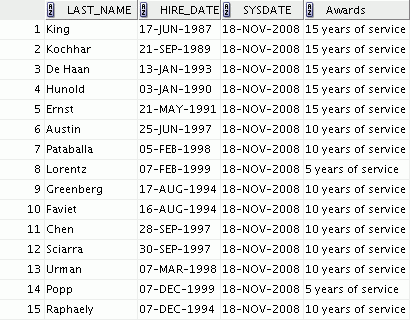 LAST_NAME HIRE_DATE SYSDATE Awards
1 King 17-JUN-1987 18-NOV-2008 15 years of service
2 Kochhar 21-SEP-1989 18-NOV-2008 15 years of service
3 De Haan 13-JAN-1993 18-NOV-2008 15 years of service
4 Hunold 03-JAN-1990 18-NOV-2008 15 years of service
5 Ernst 21-MAY-1991 18-NOV-2008 15 years of service
6 Austin 25-JUN-1997 18-NOV-2008 10 years of service
7 Pataballa 05-FEB-1998 18-NOV-2008 10 years of service
8 Lorentz 07-FEB-1999 18-NOV-2008 5 years of service
9 Greenberg 17-AUG-1994 18-NOV-2008 10 years of service
10 Faviet 16-AUG-1994 18-NOV-2008 10 years of service
11 Chen 28-SEP-1997 18-NOV-2008 10 years of service
12 Sciarra 30-SEP-1997 18-NOV-2008 10 years of service
13 Urman 07-MAR-1998 18-NOV-2008 10 years of service
14 Popp 07-DEC-1999 18-NOV-2008 5 years of service
15 Raphaely 07-DEC-1994 18-NOV-2008 10 years of service